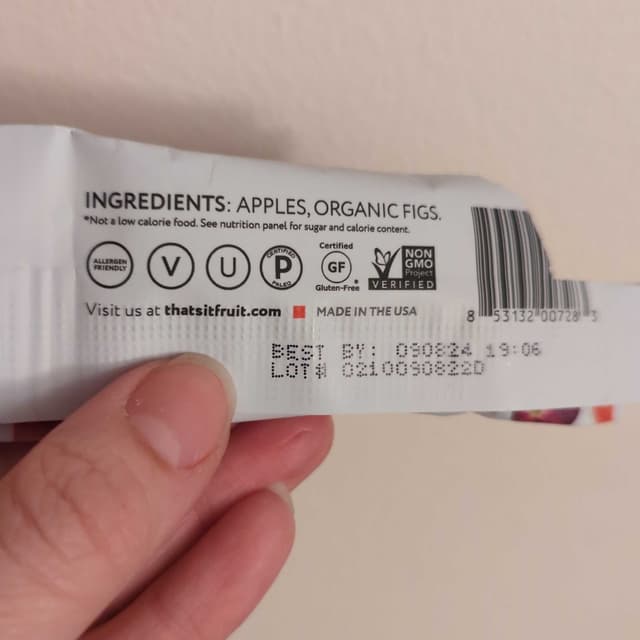 INGREDIENTS: APPLES, ORGANIC FIGS.
*Not a low calorie food. See nutrition panel for sugar and calorie content.
ALLERGEN FRIENDLY
V
U
CERTIFIED P PALEO
Certified GF Gluten-Free
NON GMO Project VERIFIED
Visit us at thatsitfruit.com MADE IN THE USA
8 53132 00728 3
BEST BY: 090824 19:06
LOT# 02100908220